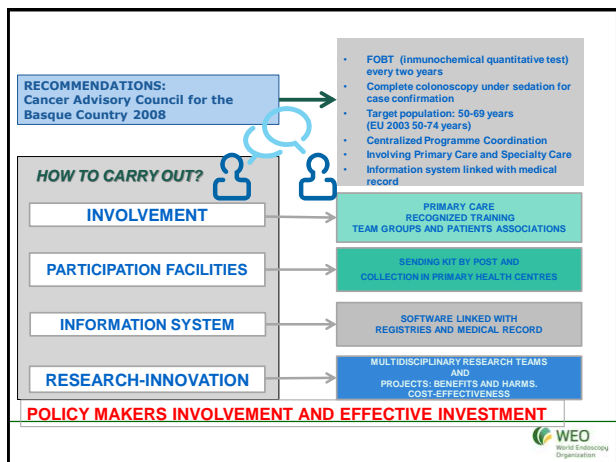 RECOMMENDATIONS:
Cancer Advisory Council for the
Basque Country 2008
• FOBT (inmunochemical quantitative test)
every two years
• Complete colonoscopy under sedation for
case confirmation
• Target population: 50-69 years
(EU 2003 50-74 years)
• Centralized Programme Coordination
• Involving Primary Care and Specialty Care
• Information system linked with medical
record
HOW TO CARRY OUT?
INVOLVEMENT
PRIMARY CARE
RECOGNIZED TRAINING
TEAM GROUPS AND PATIENTS ASSOCIATIONS
PARTICIPATION FACILITIES
SENDING KIT BY POST AND
COLLECTION IN PRIMARY HEALTH CENTRES
INFORMATION SYSTEM
SOFTWARE LINKED WITH
REGISTRIES AND MEDICAL RECORD
RESEARCH-INNOVATION
MULTIDISCIPLINARY RESEARCH TEAMS
AND
PROJECTS: BENEFITS AND HARMS.
COST-EFFECTIVENESS
POLICY MAKERS INVOLVEMENT AND EFFECTIVE INVESTMENT
WEO
World Endoscopy
Organization